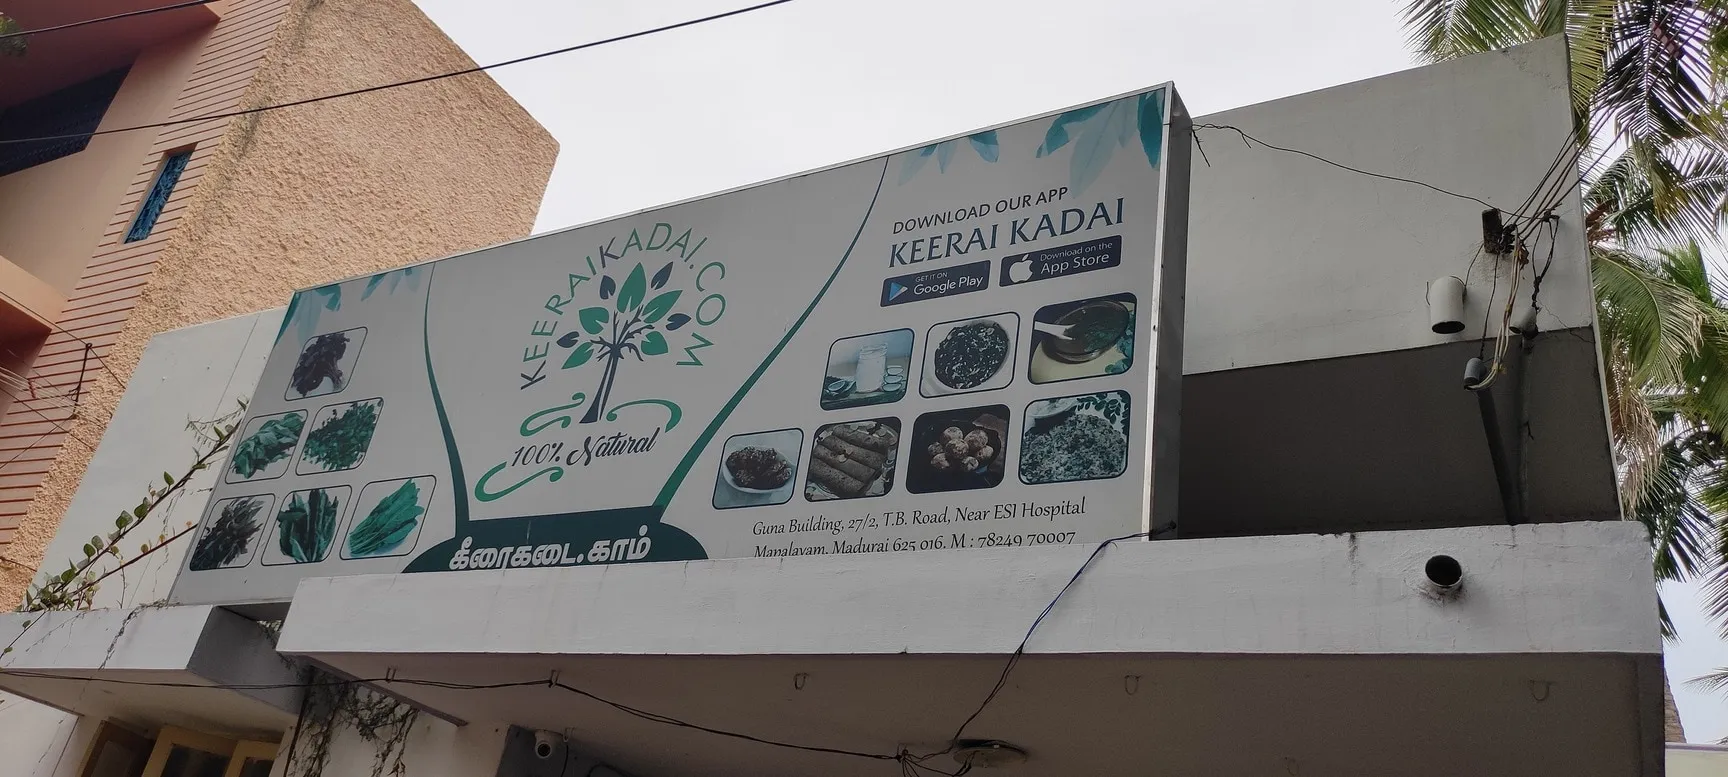 KEERAIKADAI.COM
100% Natural
கீரைகடை.காம்
DOWNLOAD OUR APP
KEERAI KADAI
GET IT ON
Google Play
Download on the
App Store
Guna Building, 27/2, T.B. Road, Near ESI Hospital
Mapalayam, Madurai 625 016. M : 78249 70007